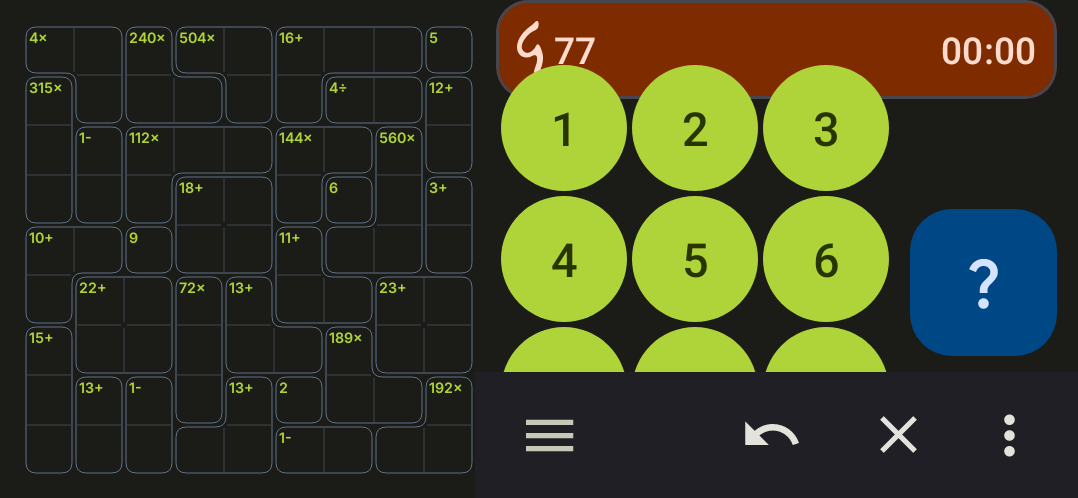 4× 240× 504× 16+ 5
315× 4÷ 12+
1- 112× 144× 560×
18+ 6 3+
10+ 9 11+
22+ 72× 13+ 23+
15+ 189×
13+ 1- 13+ 2 192×
1-
77 00:00
1 2 3
4 5 6
?